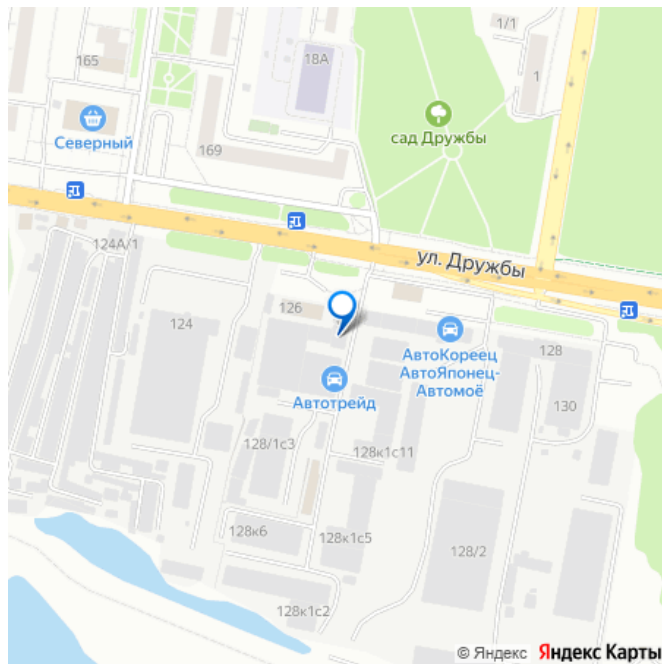 1/1
165
18А
1
Северный
сад Дружбы
169
124А/1
ул. Дружбы
126
124
АвтоКореец
АвтоЯпонец-
Автомоё
128
Автотрейд
130
128/1с3
128к1с11
128к6
128к1с5
128/2
128к1с2
© Яндекс Яндекс Карты